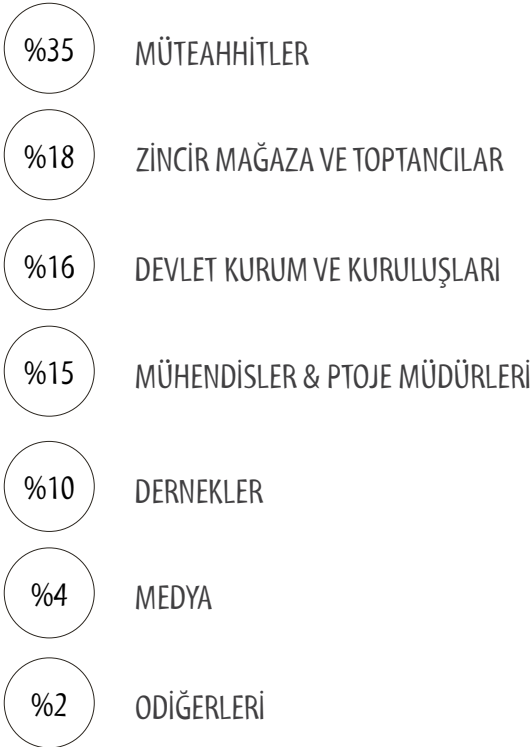 %35 MÜTEAHHİTLER
%18 ZİNCİR MAĞAZA VE TOPTANCILAR
%16 DEVLET KURUM VE KURULUŞLARI
%15 MÜHENDİSLER & PTOJE MÜDÜRLERİ
%10 DERNEKLER
%4 MEDYA
%2 ODİĞERLERİ